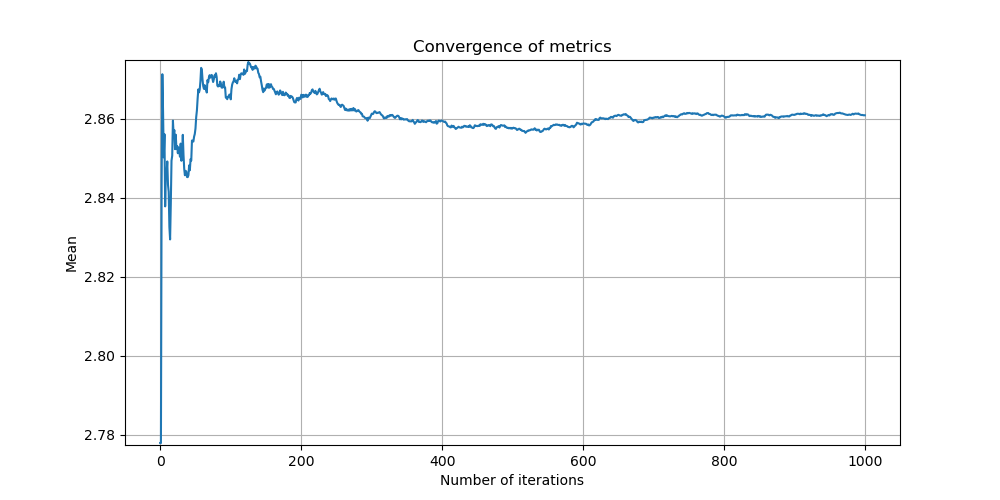 Convergence of metrics
Mean
2.86
2.84
2.82
2.80
2.78
0 200 400 600 800 1000
Number of iterations